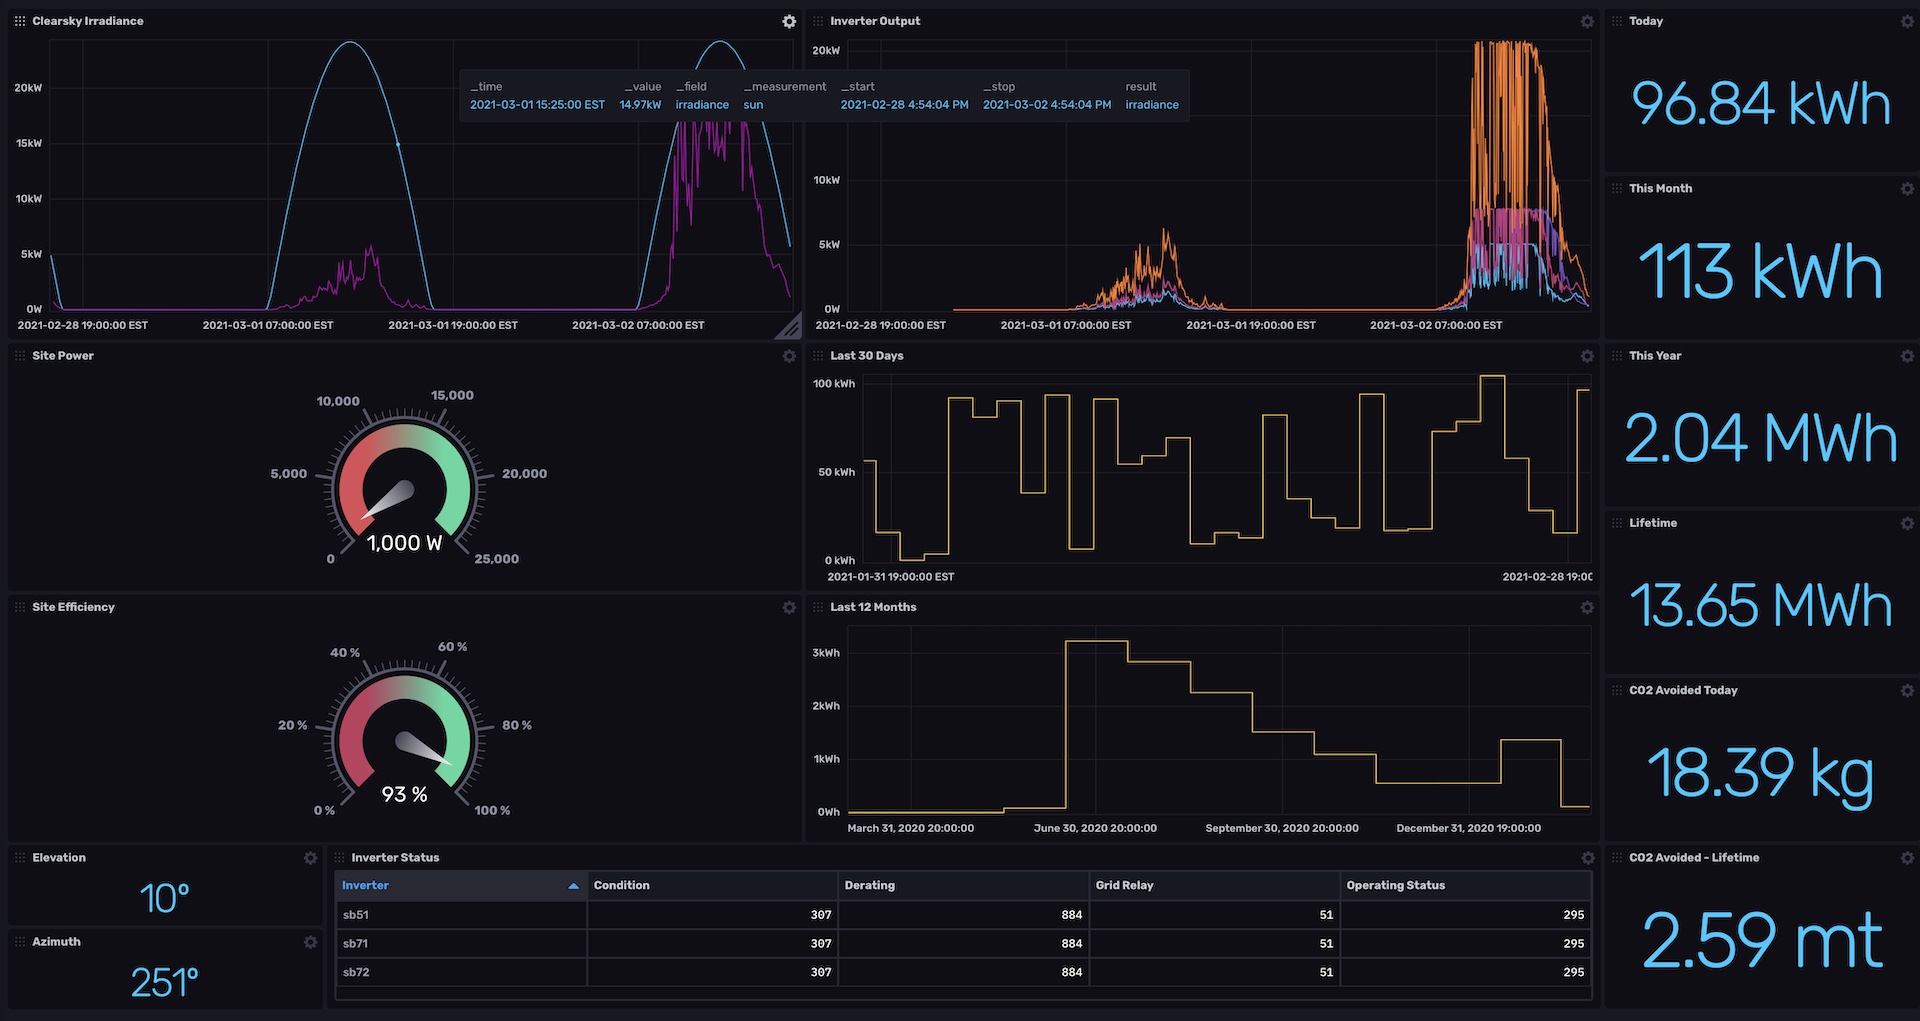 Clearsky Irradiance
20kW
15kW
10kW
5kW
0W
2021-02-28 19:00:00 EST
2021-03-01 07:00:00 EST
2021-03-01 19:00:00 EST
2021-03-02 07:00:00 EST
_time _value _field _measurement _start _stop result
2021-03-01 15:25:00 EST 14.97kW irradiance sun 2021-02-28 4:54:04 PM 2021-03-02 4:54:04 PM irradiance
Inverter Output
20kW
10kW
5kW
0W
2021-02-28 19:00:00 EST
2021-03-01 07:00:00 EST
2021-03-01 19:00:00 EST
2021-03-02 07:00:00 EST
Today
96.84 kWh
This Month
113 kWh
Site Power
0
5,000
10,000
15,000
20,000
25,000
1,000 W
Last 30 Days
100 kWh
50 kWh
0 kWh
2021-01-31 19:00:00 EST
2021-02-28 19:00
This Year
2.04 MWh
Lifetime
13.65 MWh
Site Efficiency
0 %
20 %
40 %
60 %
80 %
100 %
93 %
Last 12 Months
3kWh
2kWh
1kWh
0Wh
March 31, 2020 20:00:00
June 30, 2020 20:00:00
September 30, 2020 20:00:00
December 31, 2020 19:00:00
CO2 Avoided Today
18.39 kg
Elevation
10°
Azimuth
251°
Inverter Status
Inverter Condition Derating Grid Relay Operating Status
sb51 307 884 51 295
sb71 307 884 51 295
sb72 307 884 51 295
CO2 Avoided - Lifetime
2.59 mt